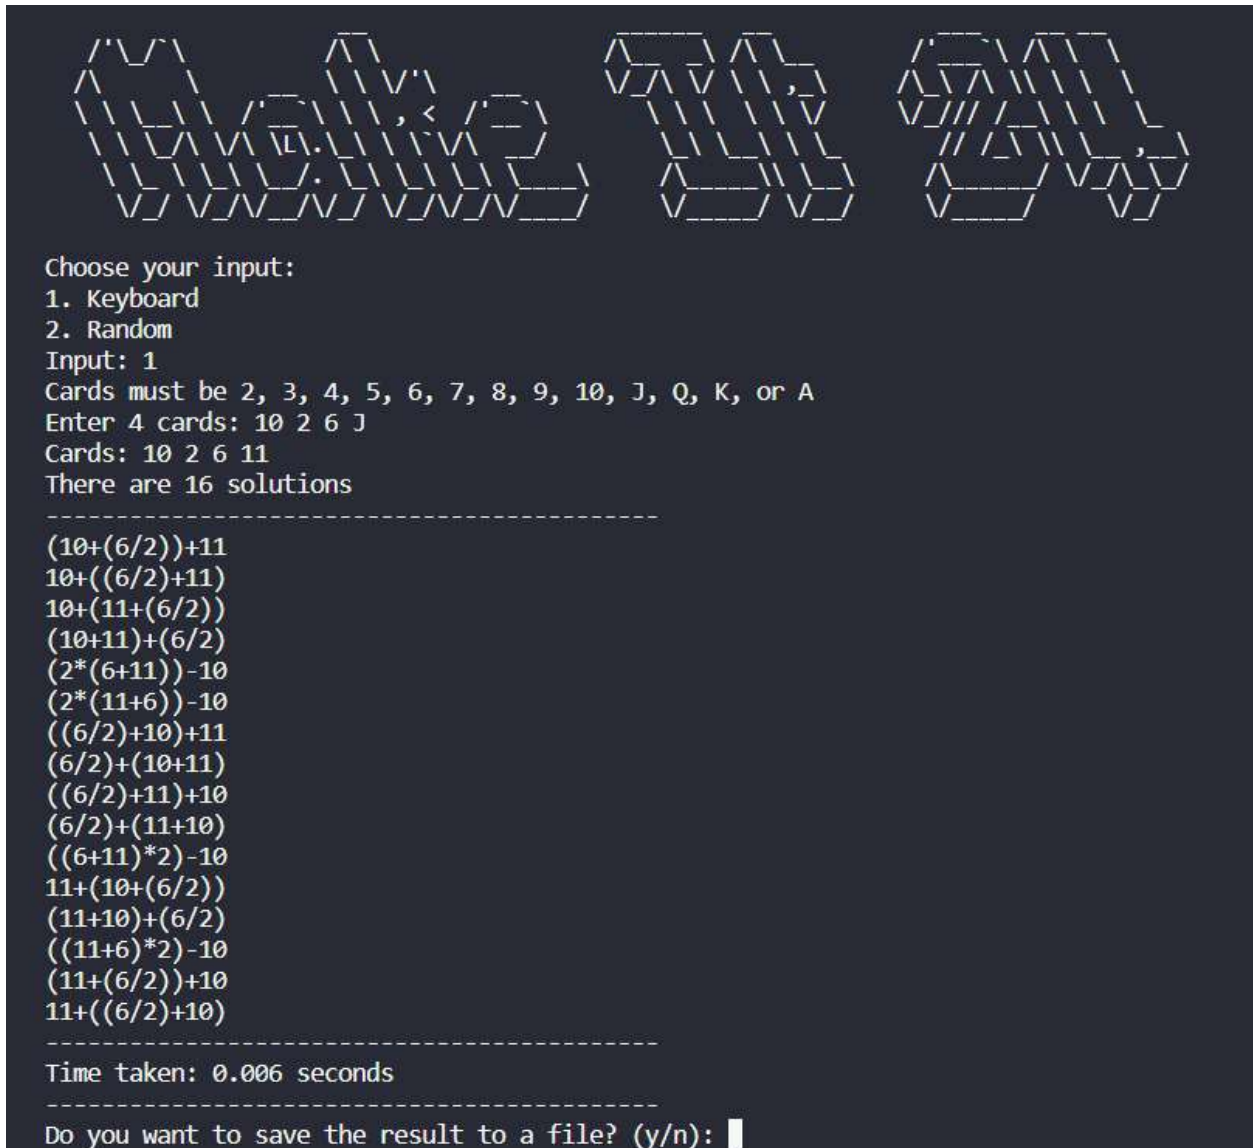 Make It 24
Choose your input:
1. Keyboard
2. Random
Input: 1
Cards must be 2, 3, 4, 5, 6, 7, 8, 9, 10, J, Q, K, or A
Enter 4 cards: 10 2 6 J
Cards: 10 2 6 11
There are 16 solutions
--------------------------------------------
(10+(6/2))+11
10+((6/2)+11)
10+(11+(6/2))
(10+11)+(6/2)
(2*(6+11))-10
(2*(11+6))-10
((6/2)+10)+11
(6/2)+(10+11)
((6/2)+11)+10
(6/2)+(11+10)
((6+11)*2)-10
11+(10+(6/2))
(11+10)+(6/2)
((11+6)*2)-10
(11+(6/2))+10
11+((6/2)+10)
--------------------------------------------
Time taken: 0.006 seconds
--------------------------------------------
Do you want to save the result to a file? (y/n):